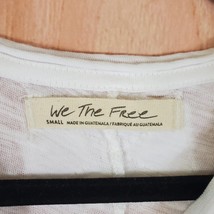 We The Free
SMALL MADE IN GUATEMALA / FABRIQUÉ AU GUATEMALA